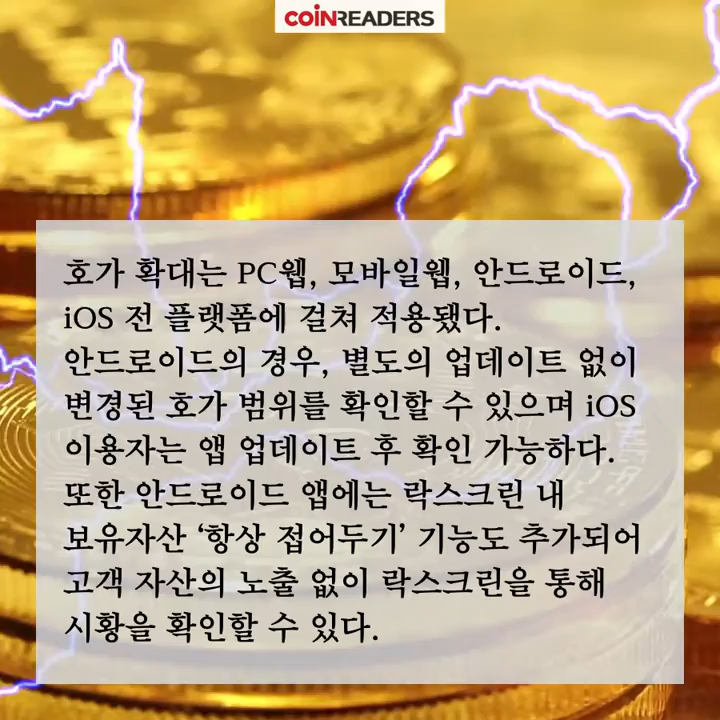 COINREADERS
호가 확대는 PC웹, 모바일웹, 안드로이드,
iOS 전 플랫폼에 걸쳐 적용됐다.
안드로이드의 경우, 별도의 업데이트 없이
변경된 호가 범위를 확인할 수 있으며 iOS
이용자는 앱 업데이트 후 확인 가능하다.
또한 안드로이드 앱에는 락스크린 내
보유자산 ‘항상 접어두기’ 기능도 추가되어
고객 자산의 노출 없이 락스크린을 통해
시황을 확인할 수 있다.